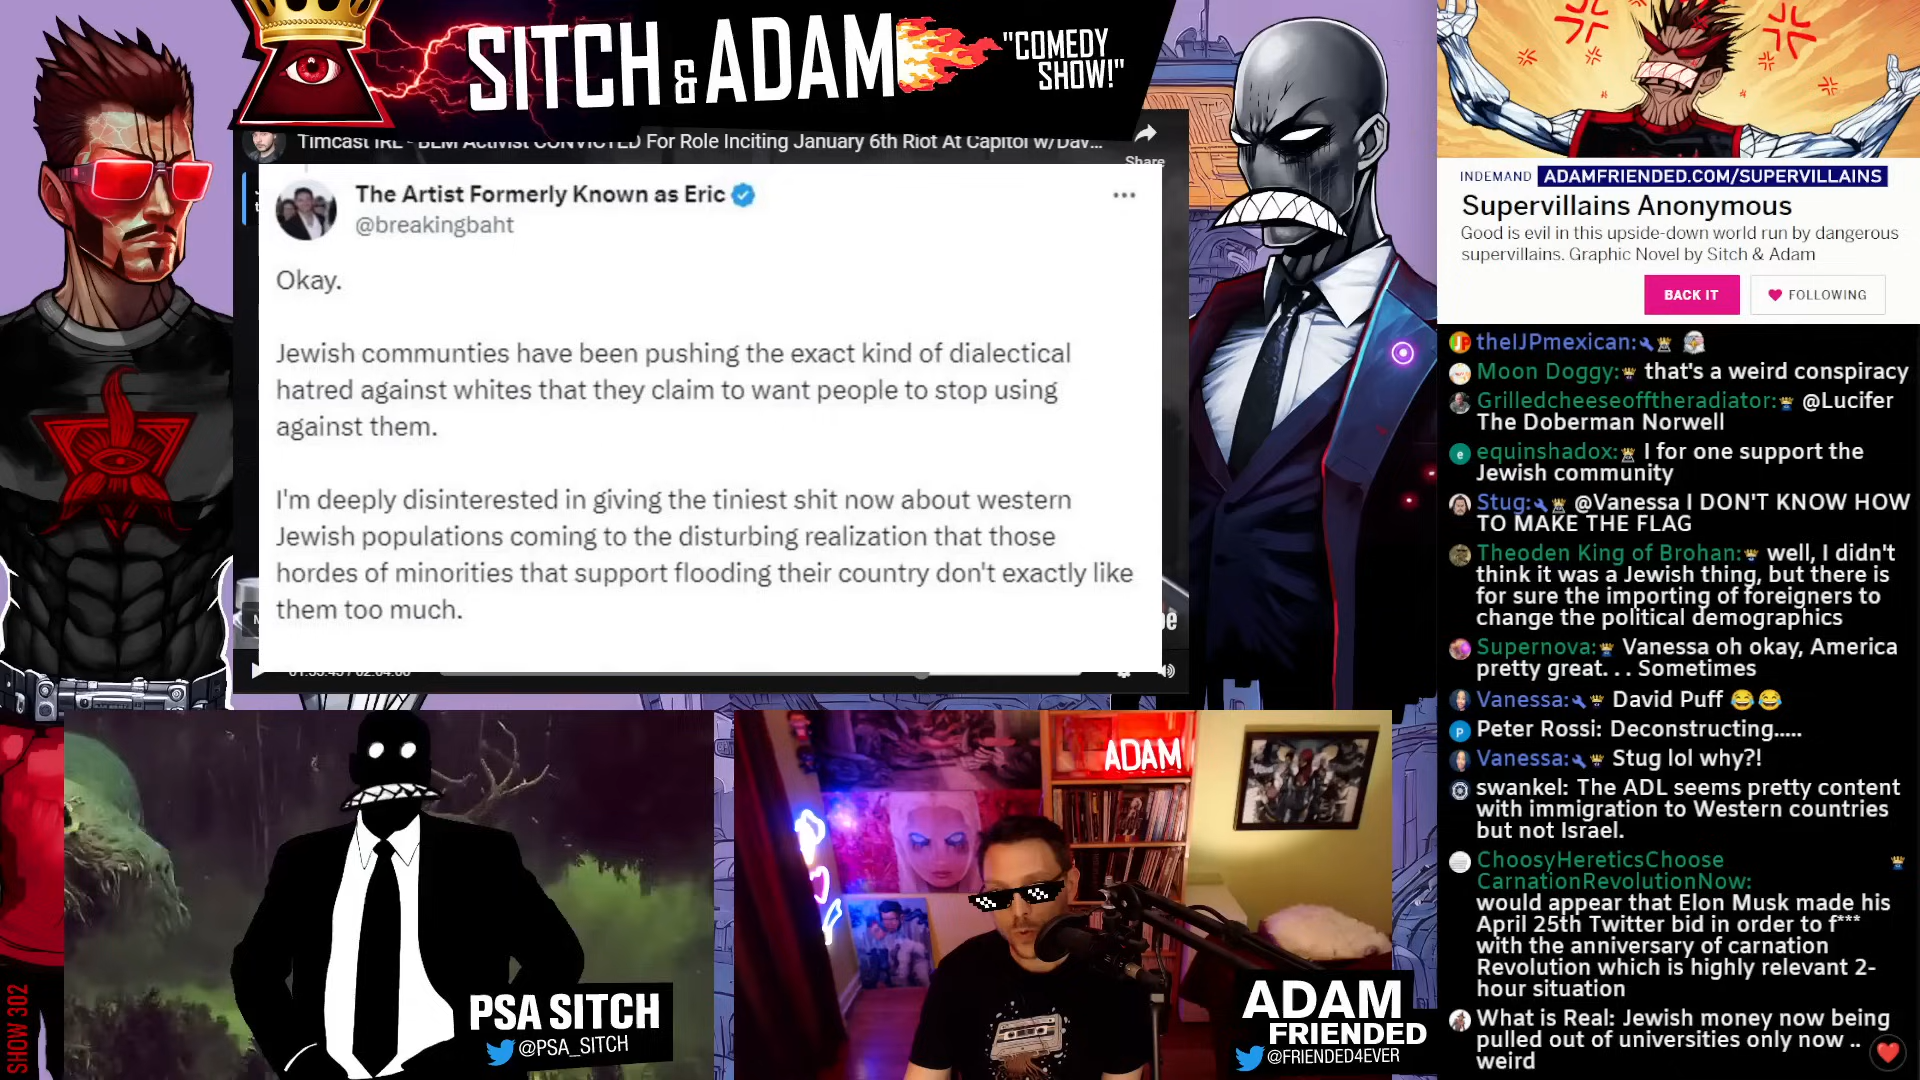 SITCH & ADAM
"COMEDY
SHOW!"
Timcast IRL - BLM Activist CONVICTED For Role Inciting January 6th Riot At Capitol w/Dav...
Share
The Artist Formerly Known as Eric
@breakingbaht
Okay.
Jewish communties have been pushing the exact kind of dialectical
hatred against whites that they claim to want people to stop using
against them.
I'm deeply disinterested in giving the tiniest shit now about western
Jewish populations coming to the disturbing realization that those
hordes of minorities that support flooding their country don't exactly like
them too much.
INDEMAND ADAMFRIENDED.COM/SUPERVILLAINS
Supervillains Anonymous
Good is evil in this upside-down world run by dangerous
supervillains. Graphic Novel by Sitch & Adam
BACK IT
FOLLOWING
theIJPmexican:
Moon Doggy: that's a weird conspiracy
Grilledcheeseofftheradiator: @Lucifer
The Doberman Norwell
equinshadox: I for one support the
Jewish community
Stug: @Vanessa I DON'T KNOW HOW
TO MAKE THE FLAG
Theoden King of Brohan: well, I didn't
think it was a Jewish thing, but there is
for sure the importing of foreigners to
change the political demographics
Supernova: Vanessa oh okay, America
pretty great. . . Sometimes
Vanessa: David Puff 😂😂
Peter Rossi: Deconstructing.....
Vanessa: Stug lol why?!
swankel: The ADL seems pretty content
with immigration to Western countries
but not Israel.
ChoosyHereticsChoose
CarnationRevolutionNow:
would appear that Elon Musk made his
April 25th Twitter bid in order to f***
with the anniversary of carnation
Revolution which is highly relevant 2-
hour situation
What is Real: Jewish money now being
pulled out of universities only now ..
weird
ADAM
PSA SITCH
@PSA_SITCH
ADAM
FRIENDED
@FRIENDED4EVER
SHOW 302